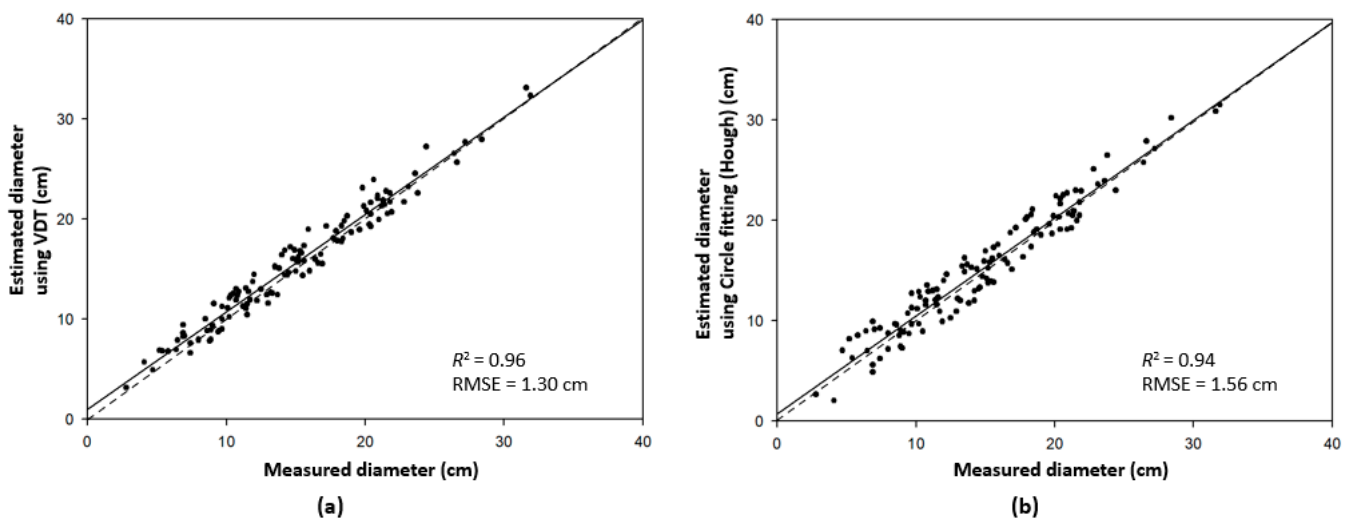 40
30
20
10
0
Estimated diameter
using VDT (cm)
R² = 0.96
RMSE = 1.30 cm
0 10 20 30 40
Measured diameter (cm)
(a)
40
30
20
10
0
Estimated diameter
using Circle fitting (Hough) (cm)
R² = 0.94
RMSE = 1.56 cm
0 10 20 30 40
Measured diameter (cm)
(b)